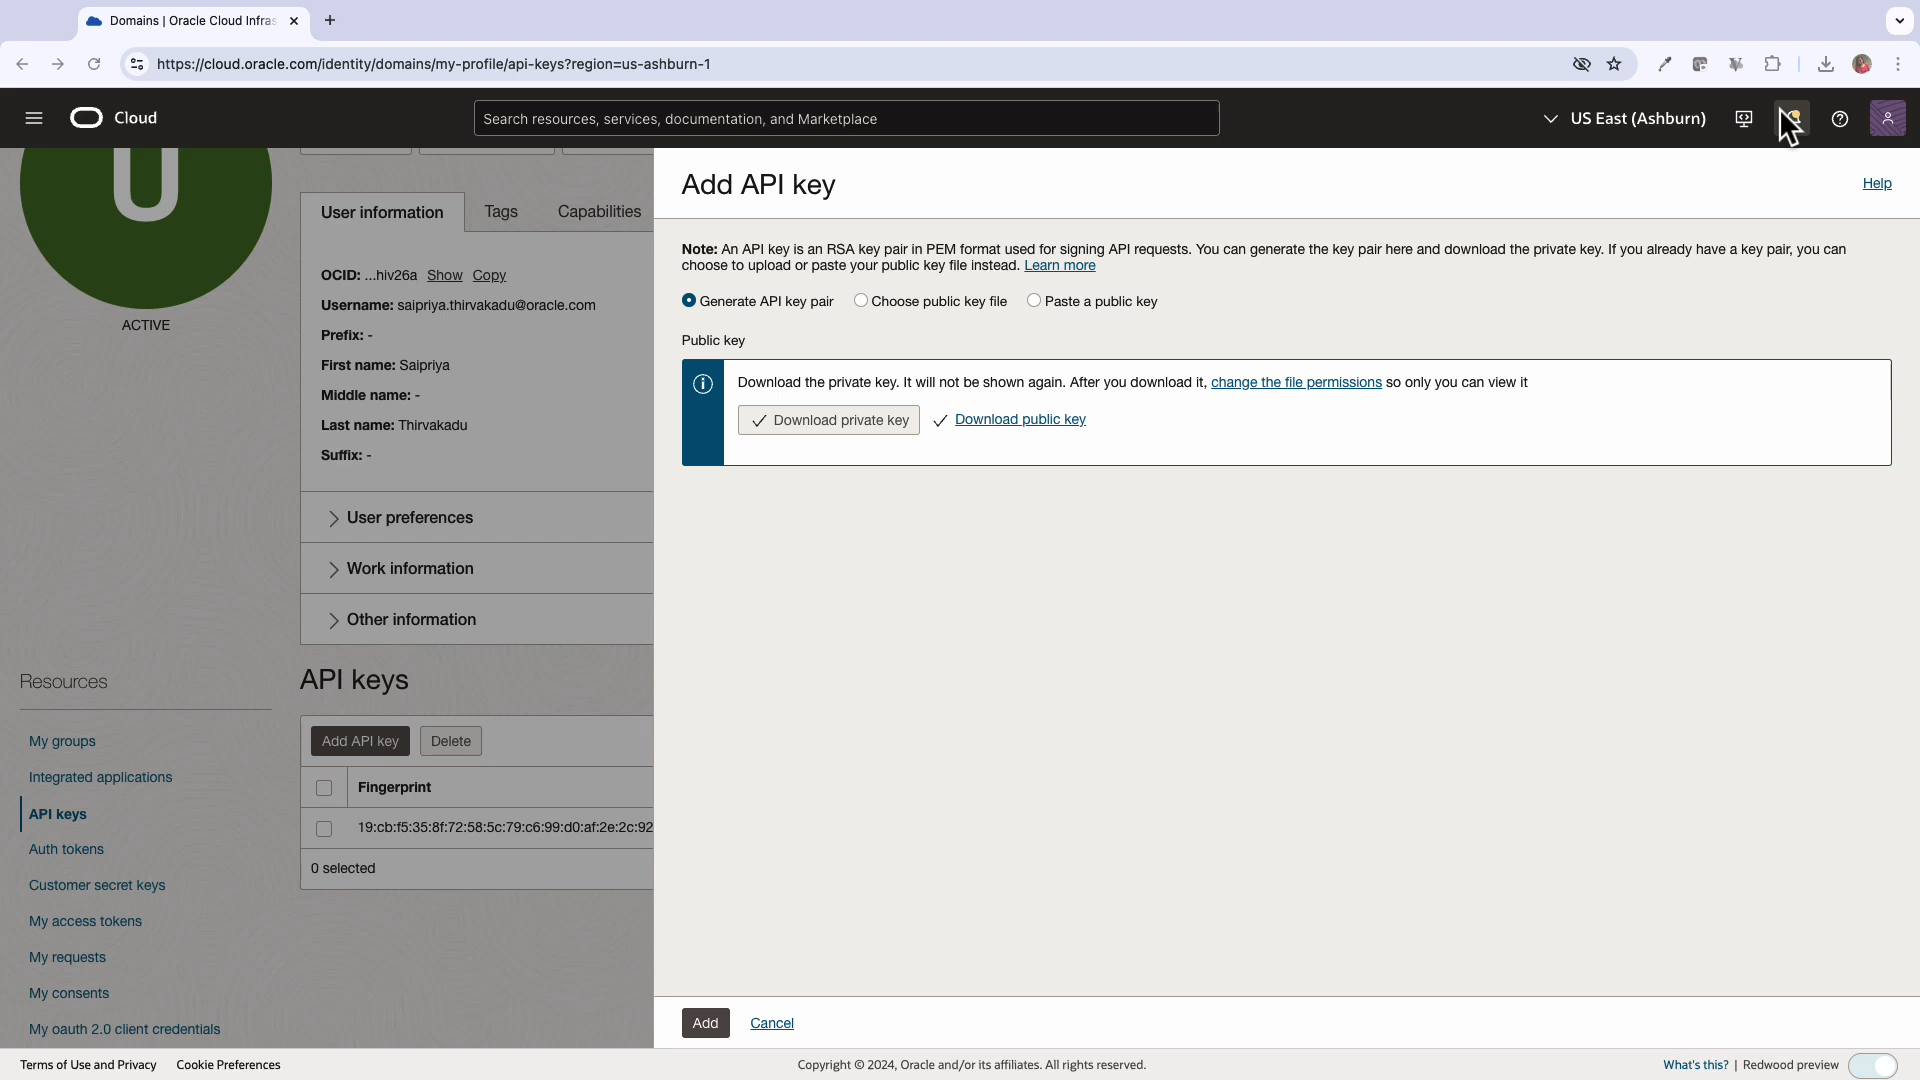 Domains | Oracle Cloud Infras
https://cloud.oracle.com/identity/domains/my-profile/api-keys?region=us-ashburn-1
Cloud
Search resources, services, documentation, and Marketplace
US East (Ashburn)
U
ACTIVE
User information
Tags
Capabilities
OCID: ...hiv26a Show Copy
Username: saipriya.thirvakadu@oracle.com
Prefix: -
First name: Saipriya
Middle name: -
Last name: Thirvakadu
Suffix: -
User preferences
Work information
Other information
Resources
My groups
Integrated applications
API keys
Auth tokens
Customer secret keys
My access tokens
My requests
My consents
My oauth 2.0 client credentials
API keys
Add API key
Delete
Fingerprint
19:cb:f5:35:8f:72:58:5c:79:c6:99:d0:af:2e:2c:92
0 selected
Add API key
Help
Note: An API key is an RSA key pair in PEM format used for signing API requests. You can generate the key pair here and download the private key. If you already have a key pair, you can
choose to upload or paste your public key file instead. Learn more
Generate API key pair
Choose public key file
Paste a public key
Public key
Download the private key. It will not be shown again. After you download it, change the file permissions so only you can view it
Download private key
Download public key
Add
Cancel
Terms of Use and Privacy
Cookie Preferences
Copyright © 2024, Oracle and/or its affiliates. All rights reserved.
What's this? | Redwood preview